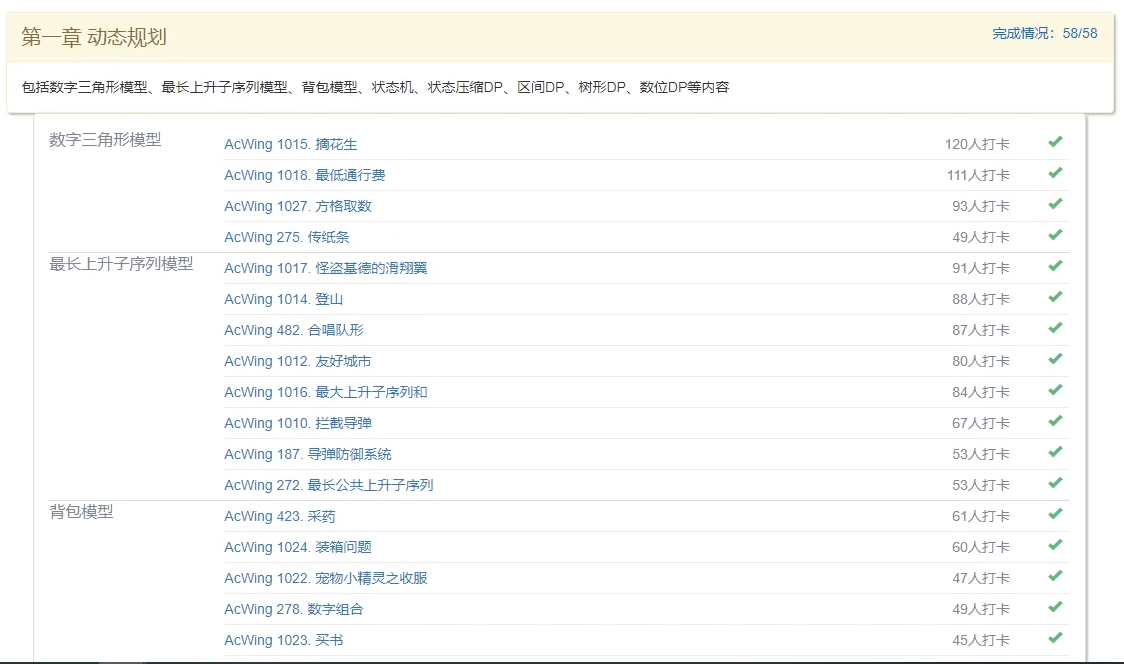 第一章 动态规划
完成情况：58/58
包括数字三角形模型、最长上升子序列模型、背包模型、状态机、状态压缩DP、区间DP、树形DP、数位DP等内容
数字三角形模型
AcWing 1015. 摘花生 120人打卡
AcWing 1018. 最低通行费 111人打卡
AcWing 1027. 方格取数 93人打卡
AcWing 275. 传纸条 49人打卡
最长上升子序列模型
AcWing 1017. 怪盗基德的滑翔翼 91人打卡
AcWing 1014. 登山 88人打卡
AcWing 482. 合唱队形 87人打卡
AcWing 1012. 友好城市 80人打卡
AcWing 1016. 最大上升子序列和 84人打卡
AcWing 1010. 拦截导弹 67人打卡
AcWing 187. 导弹防御系统 53人打卡
AcWing 272. 最长公共上升子序列 53人打卡
背包模型
AcWing 423. 采药 61人打卡
AcWing 1024. 装箱问题 60人打卡
AcWing 1022. 宠物小精灵之收服 47人打卡
AcWing 278. 数字组合 49人打卡
AcWing 1023. 买书 45人打卡